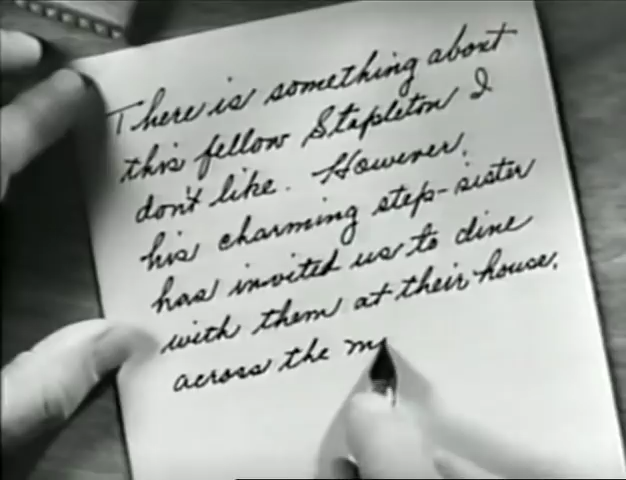 There is something about
this fellow Stapleton I
don't like. However,
his charming step-sister
has invited us to dine
with them at their house,
across the m